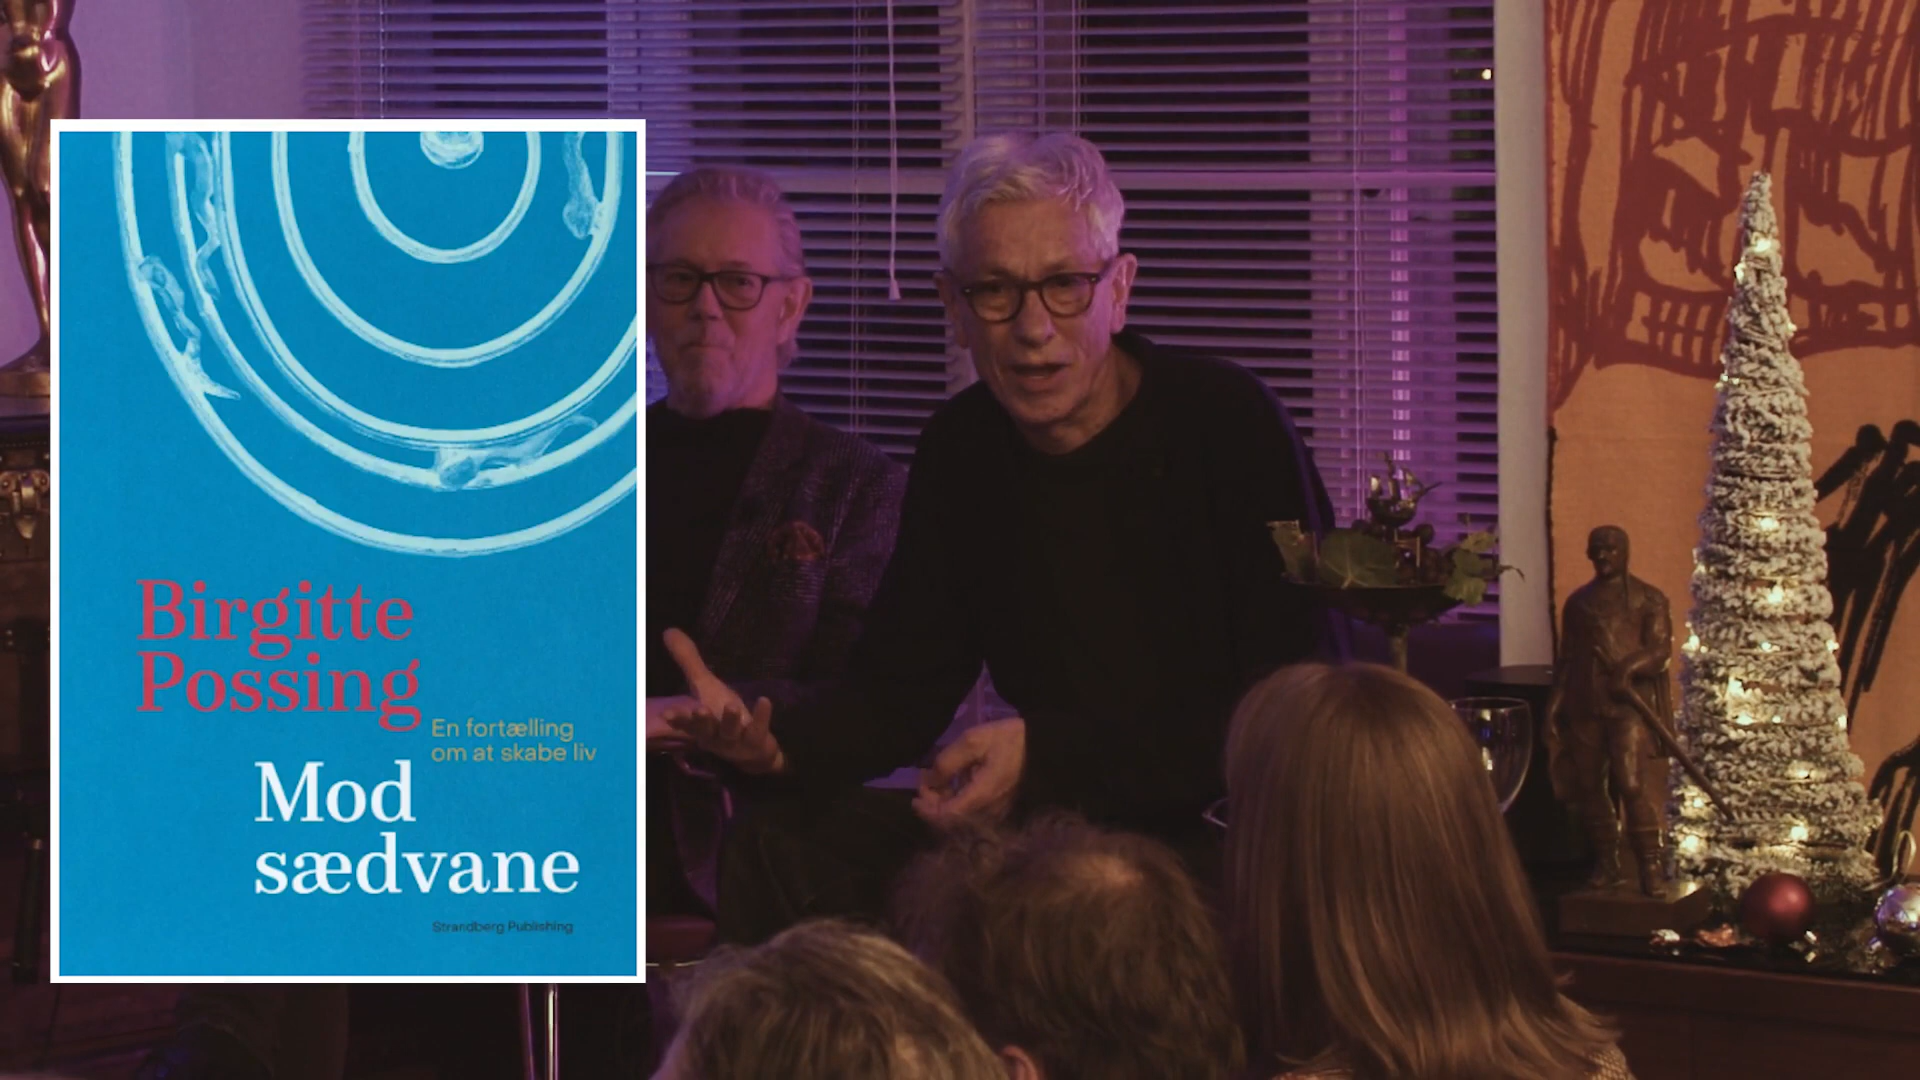 Birgitte
Possing
En fortælling
om at skabe liv
Mod
sædvane
Strandberg Publishing